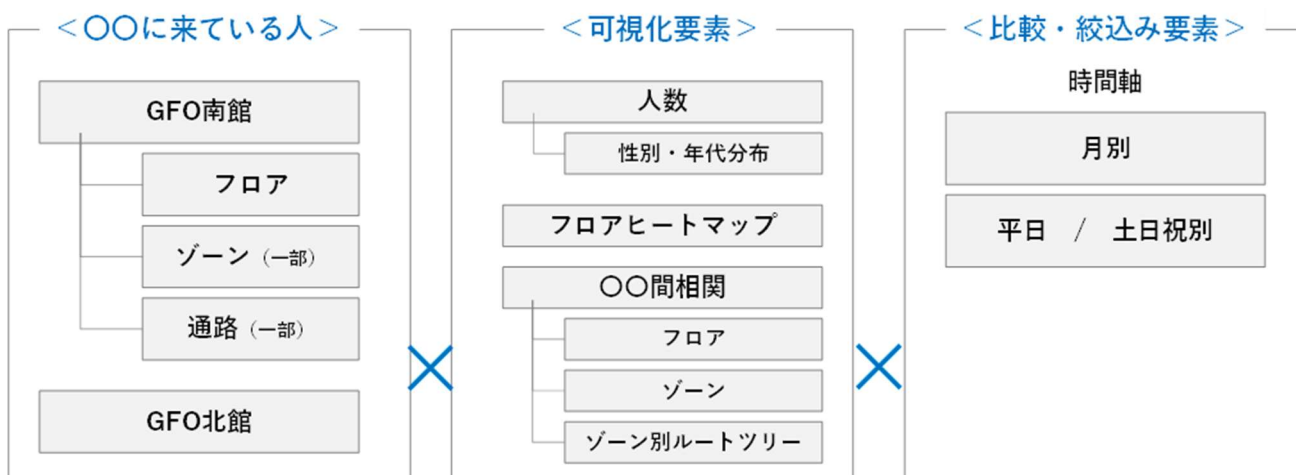 ＜〇〇に来ている人＞
GFO南館
フロア
ゾーン（一部）
通路（一部）
GFO北館
×
＜可視化要素＞
人数
性別・年代分布
フロアヒートマップ
〇〇間相関
フロア
ゾーン
ゾーン別ルートツリー
×
＜比較・絞込み要素＞
時間軸
月別
平日 / 土日祝別